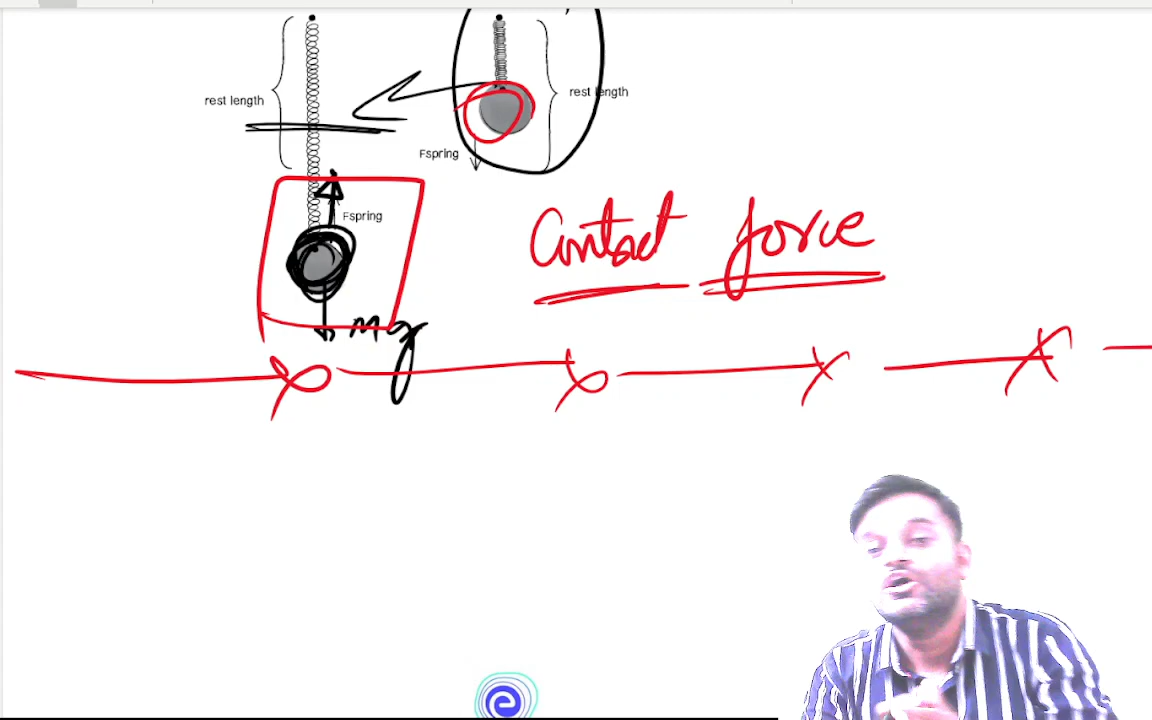 rest length
rest length
Fspring
Fspring
Contact force
mg
e